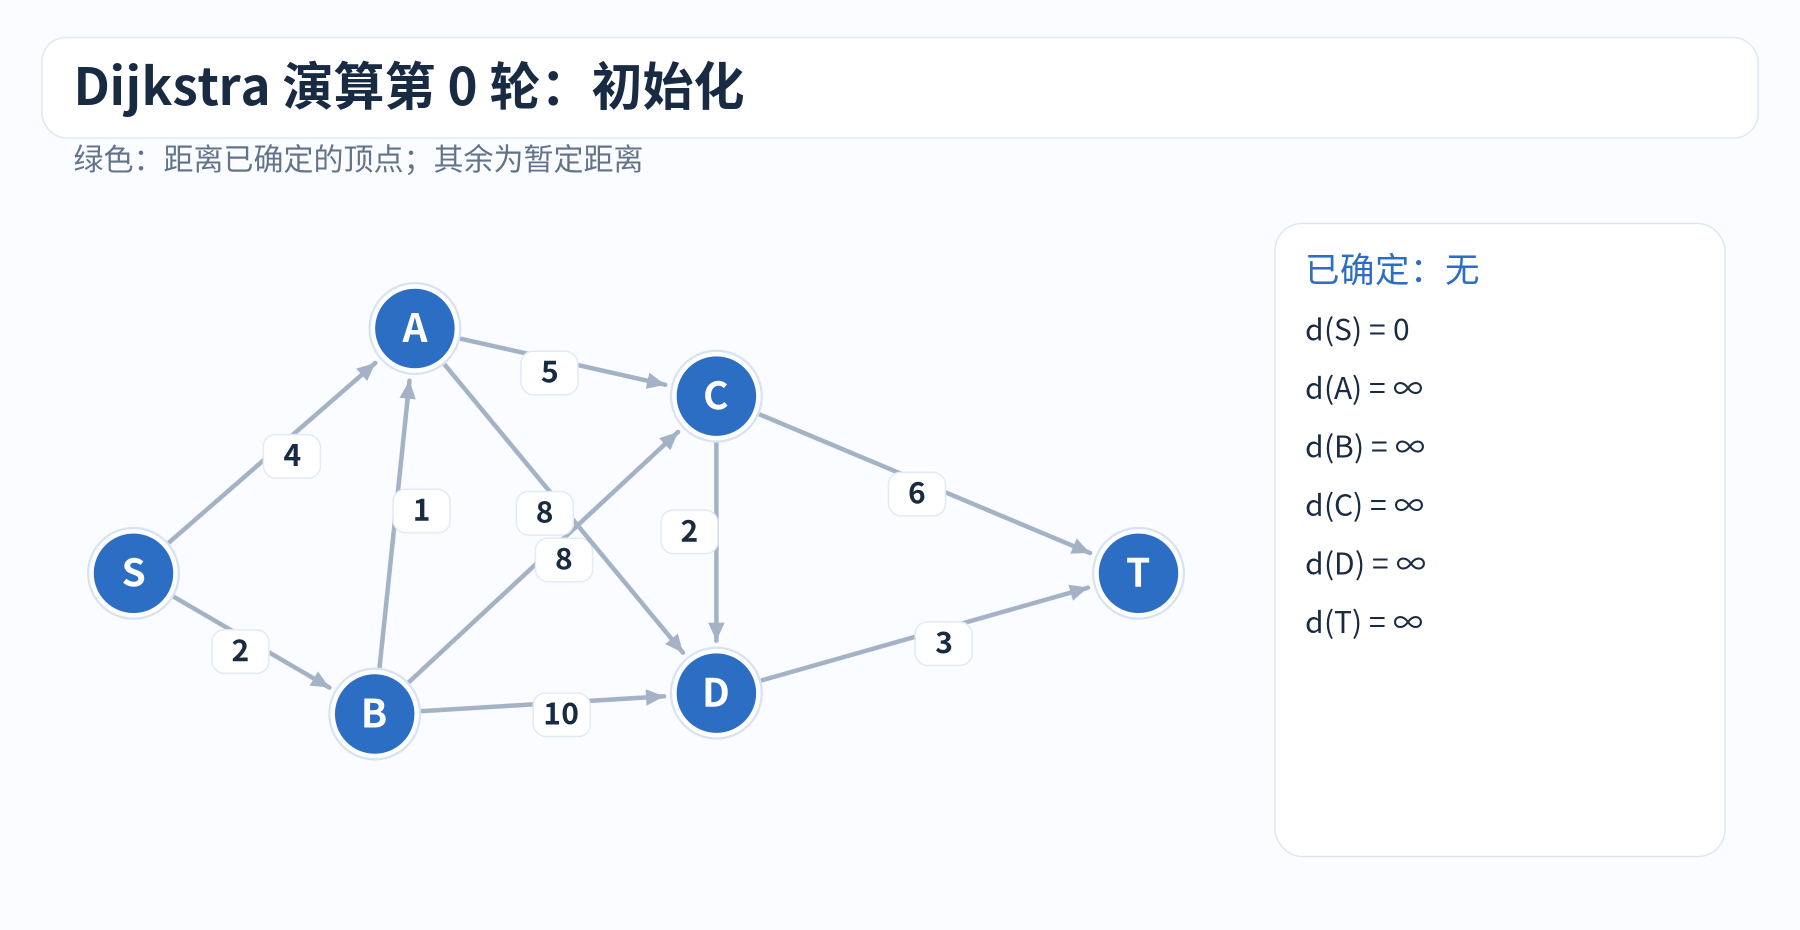 Dijkstra 演算第 0 轮：初始化
绿色：距离已确定的顶点；其余为暂定距离
已确定：无
d(S) = 0
d(A) = ∞
d(B) = ∞
d(C) = ∞
d(D) = ∞
d(T) = ∞
A
5
C
4
1
8
8
2
6
S
T
2
3
B
10
D